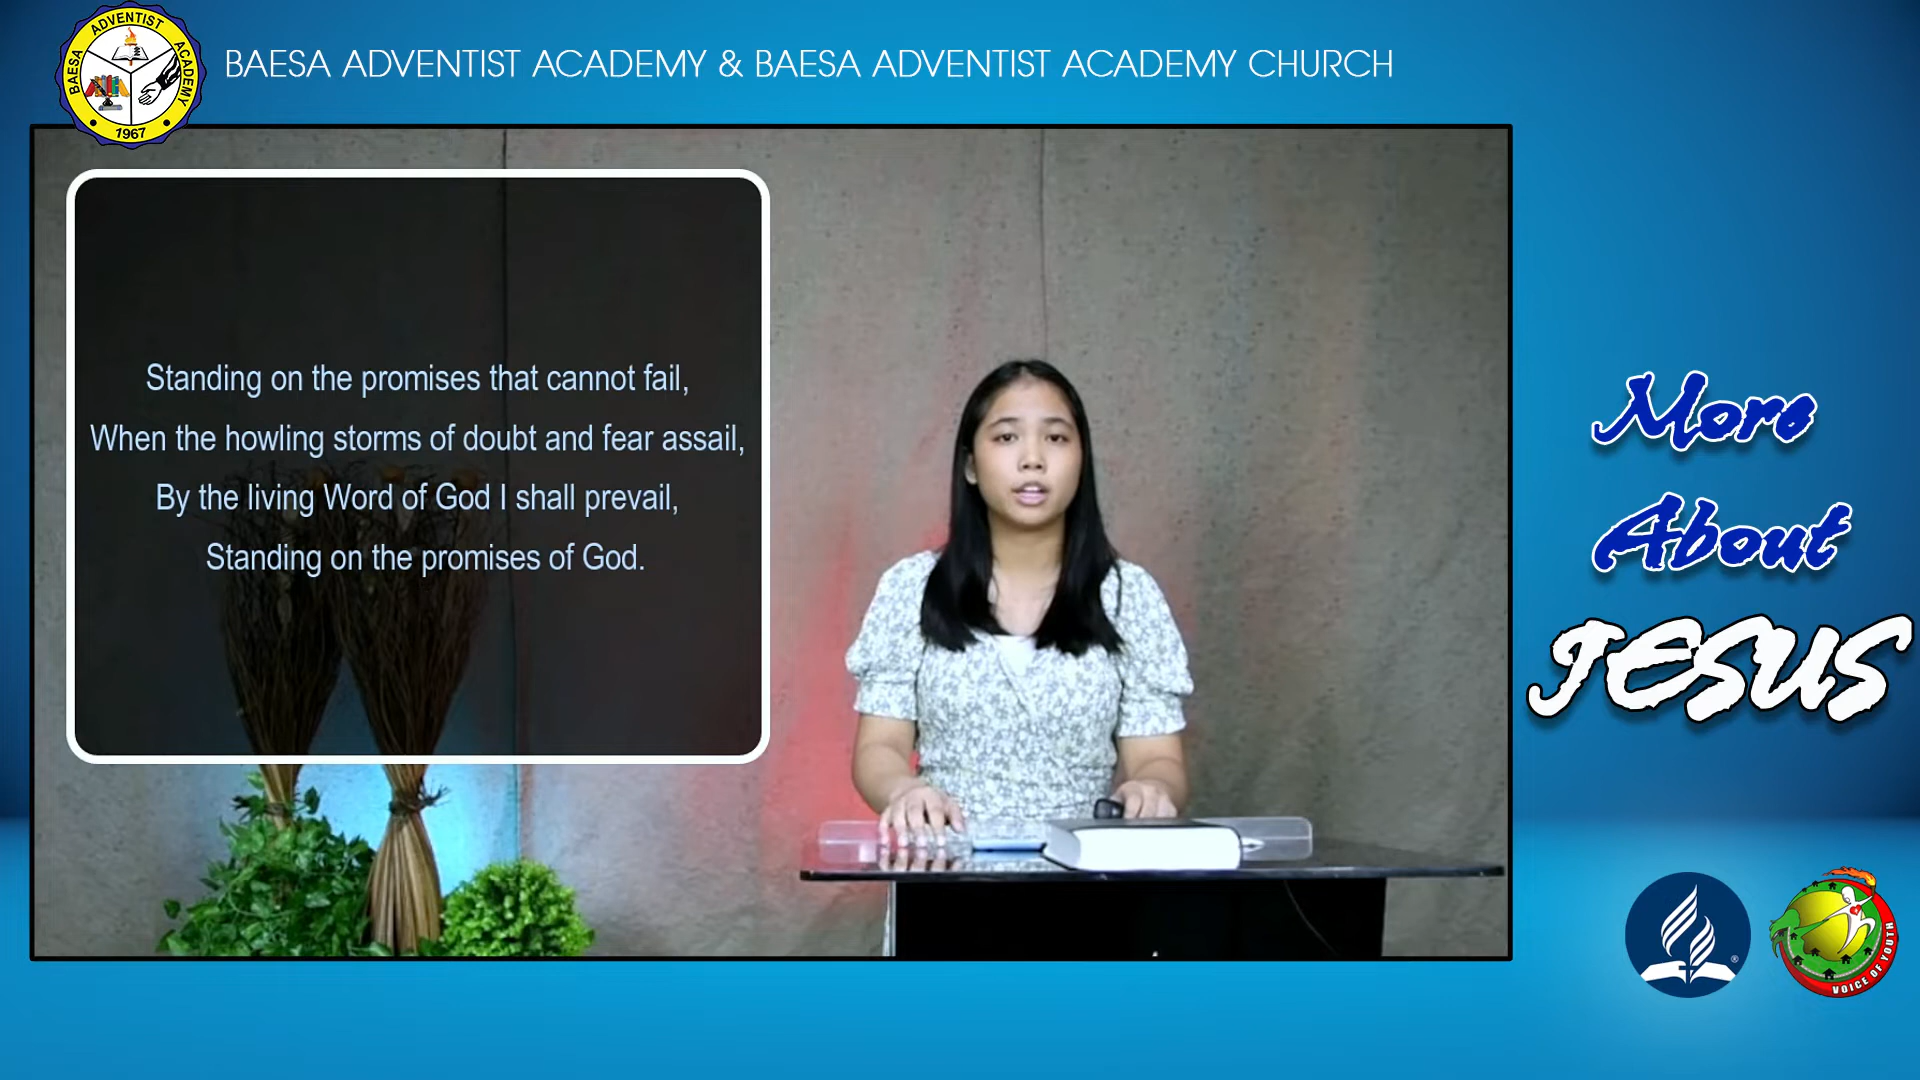 BAESA ADVENTIST ACADEMY
1967
BAESA ADVENTIST ACADEMY & BAESA ADVENTIST ACADEMY CHURCH
Standing on the promises that cannot fail,
When the howling storms of doubt and fear assail,
By the living Word of God I shall prevail,
Standing on the promises of God.
More
About
JESUS
®
VOICE OF YOUTH